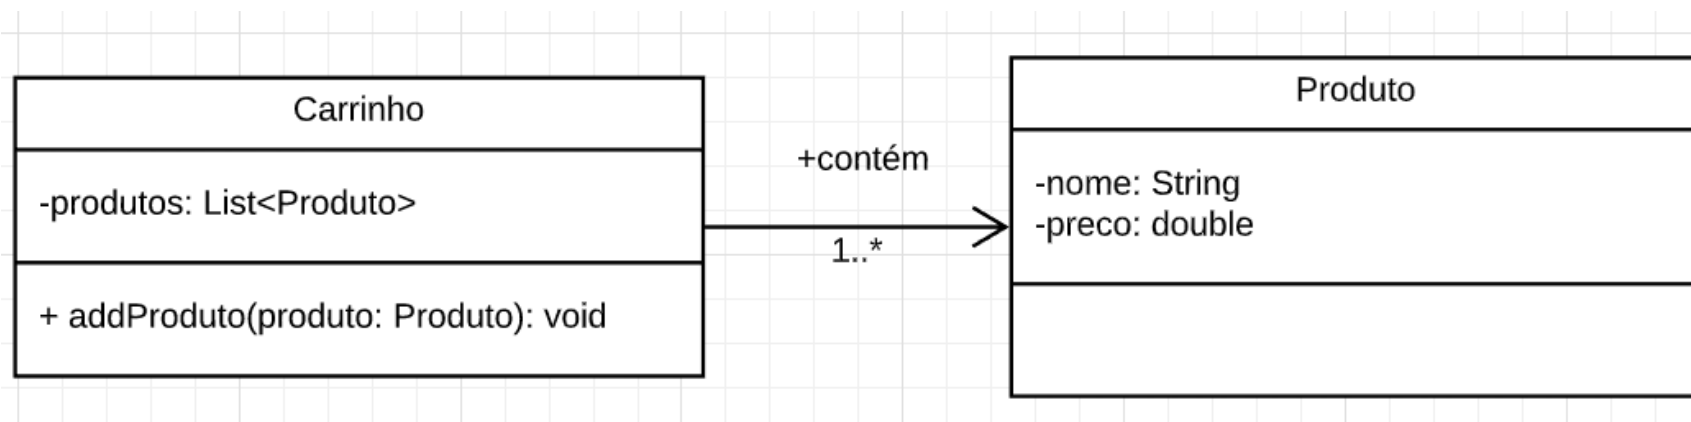 Carrinho
-produtos: List<Produto>
+ addProduto(produto: Produto): void
+contém
1..*
Produto
-nome: String
-preco: double